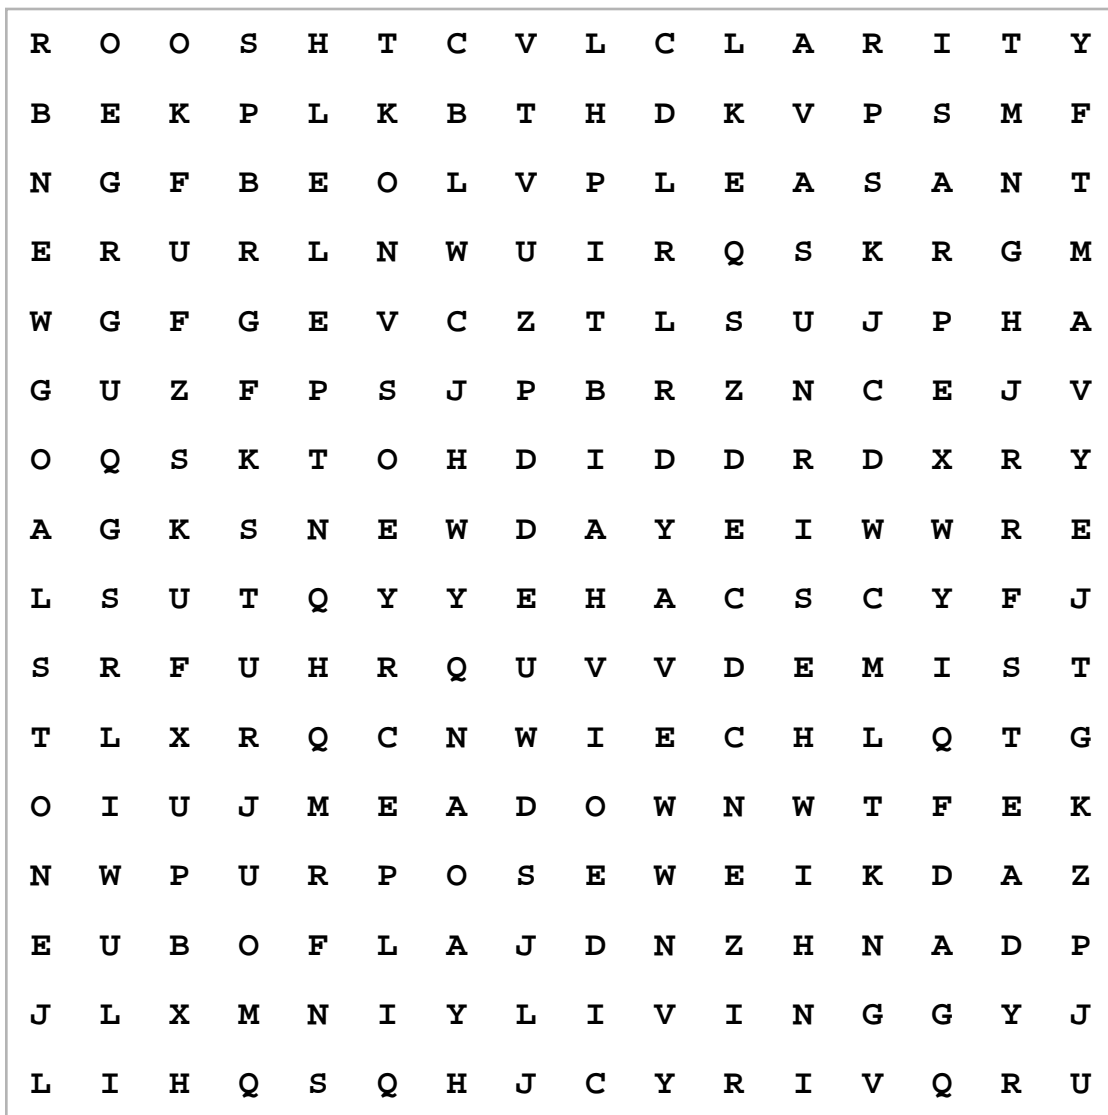 R O O S H T C V L C L A R I T Y
B E K P L K B T H D K V P S M F
N G F B E O L V P L E A S A N T
E R U R L N W U I R Q S K R G M
W G F G E V C Z T L S U J P H A
G U Z F P S J P B R Z N C E J V
O Q S K T O H D I D D R D X R Y
A G K S N E W D A Y E I W W R E
L S U T Q Y Y E H A C S C Y F J
S R F U H R Q U V V D E M I S T
T L X R Q C N W I E C H L Q T G
O I U J M E A D O W N W T F E K
N W P U R P O S E W E I K D A Z
E U B O F L A J D N Z H N A D P
J L X M N I Y L I V I N G G Y J
L I H Q S Q H J C Y R I V Q R U